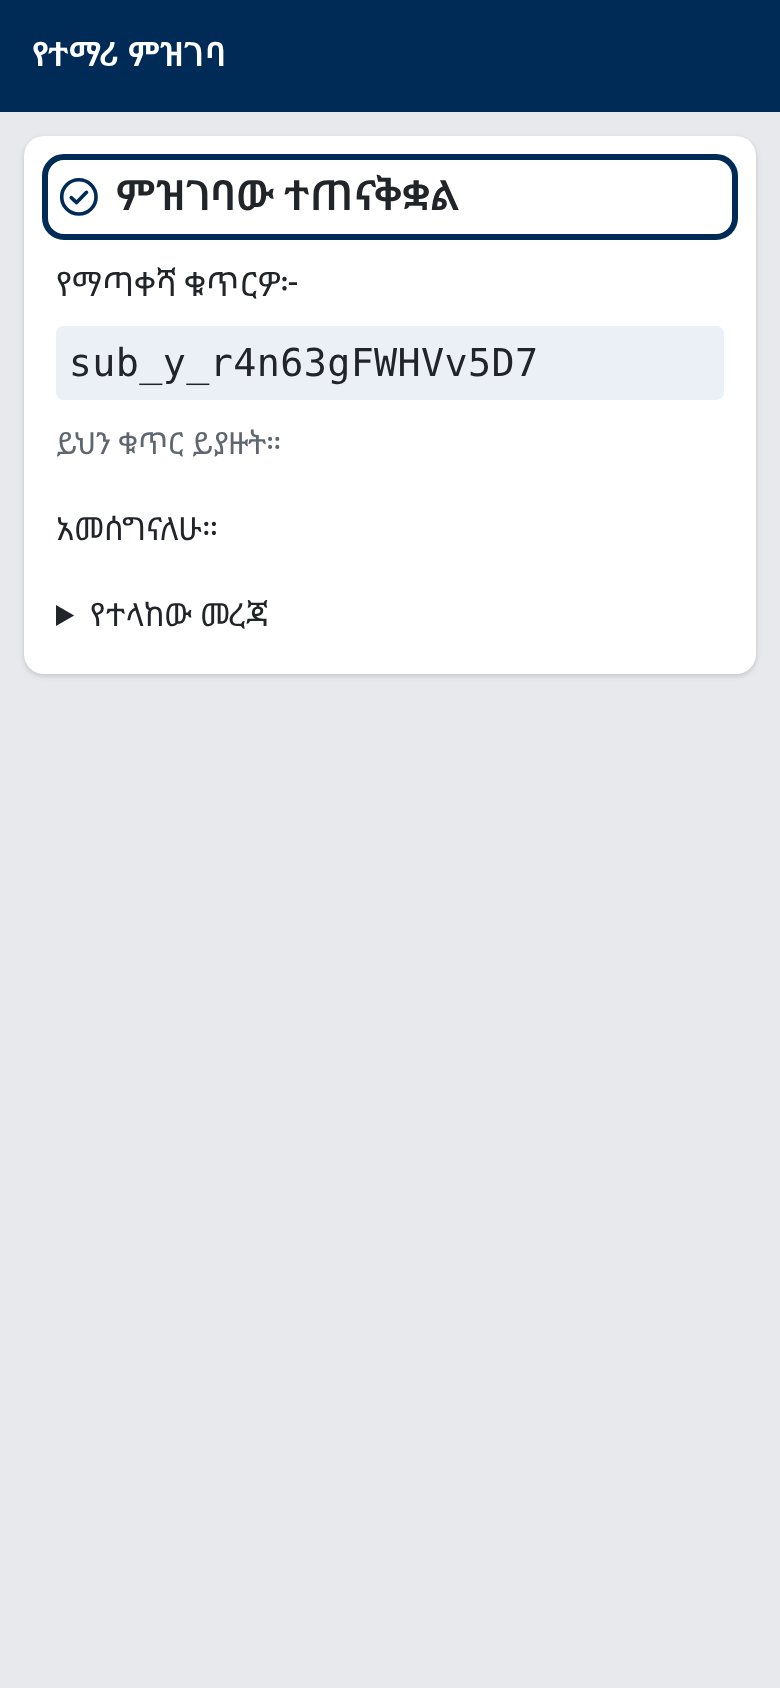 የተማሪ ምዝገባ
ምዝገባው ተጠናቅቋል
የማጣቀሻ ቁጥርዎ፦
sub_y_r4n63gFWHVv5D7
ይህን ቁጥር ይያዙት።
አመሰግናለሁ።
የተላከው መረጃ